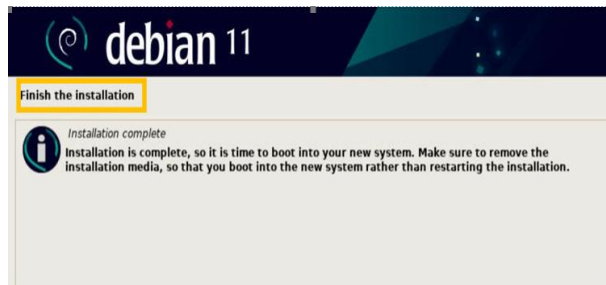 debian 11
Finish the installation
Installation complete
Installation is complete, so it is time to boot into your new system. Make sure to remove the
installation media, so that you boot into the new system rather than restarting the installation.